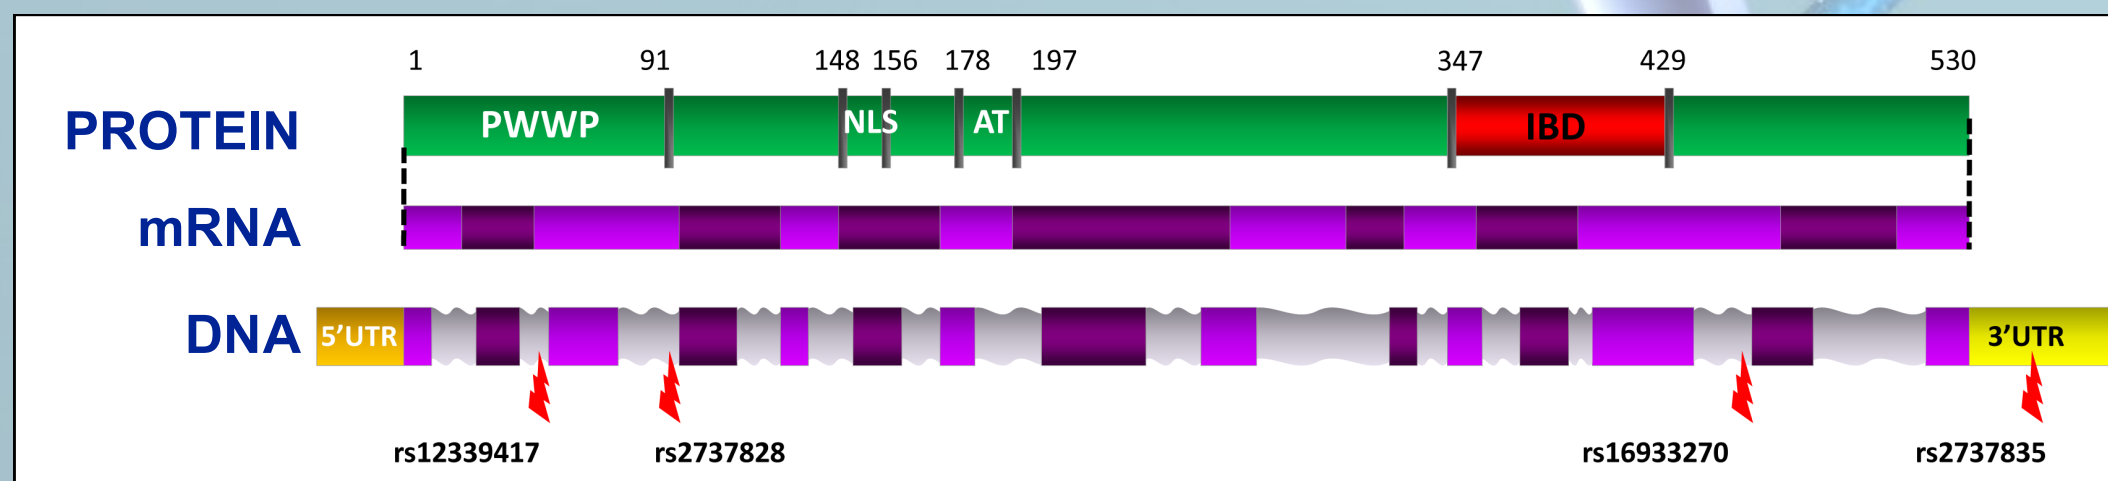 1 91 148 156 178 197 347 429 530
PROTEIN PWWP NLS AT IBD
mRNA
DNA 5'UTR 3'UTR
rs12339417 rs2737828 rs16933270 rs2737835